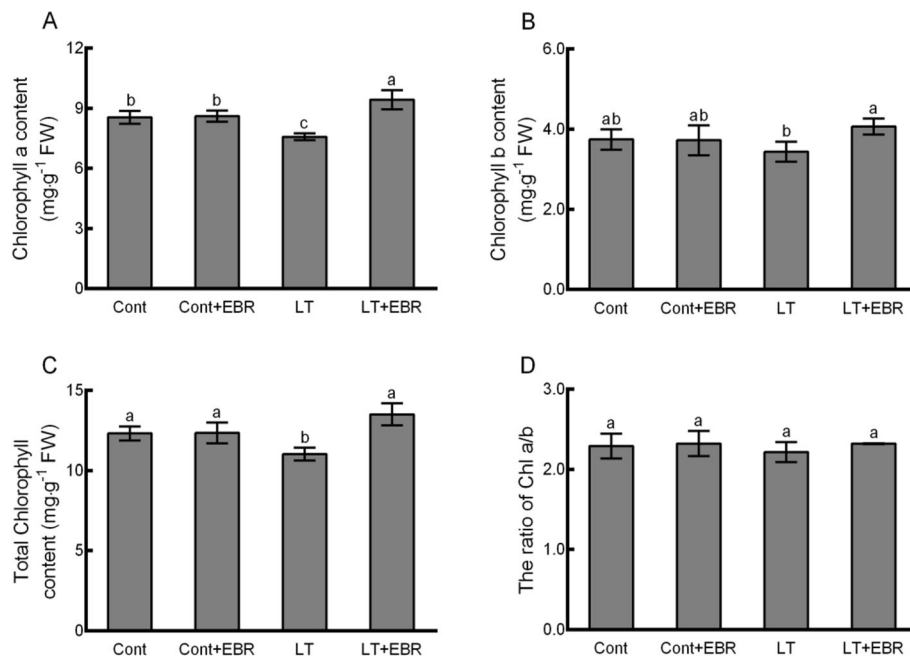 A
Chlorophyll a content
(mg·g⁻¹ FW)
12
9
6
3
0
b
b
c
a
Cont
Cont+EBR
LT
LT+EBR
B
Chlorophyll b content
(mg·g⁻¹ FW)
6.0
4.0
2.0
0.0
ab
ab
b
a
Cont
Cont+EBR
LT
LT+EBR
C
Total Chlorophyll
content (mg·g⁻¹ FW)
15
10
5
0
a
a
b
a
Cont
Cont+EBR
LT
LT+EBR
D
The ratio of Chl a/b
3.0
2.0
1.0
0.0
a
a
a
a
Cont
Cont+EBR
LT
LT+EBR